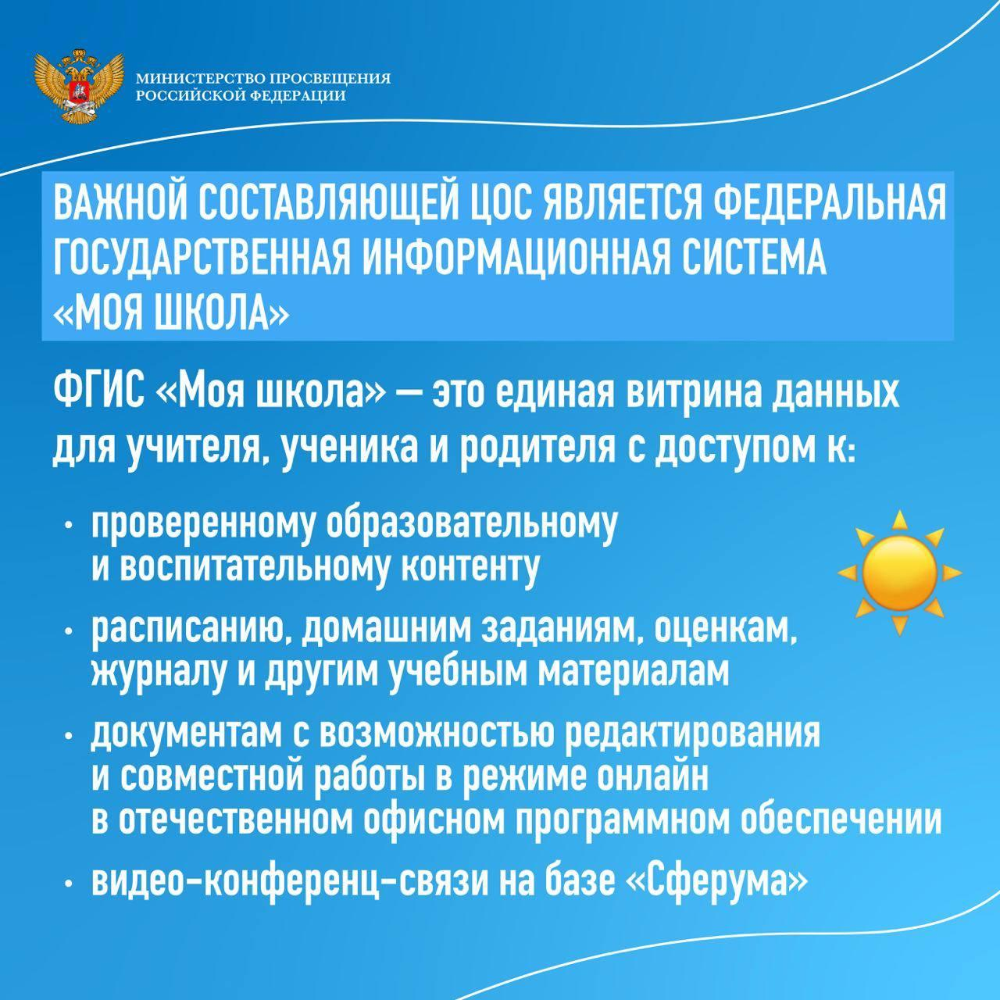 МИНИСТЕРСТВО ПРОСВЕЩЕНИЯ
РОССИЙСКОЙ ФЕДЕРАЦИИ
ВАЖНОЙ СОСТАВЛЯЮЩЕЙ ЦОС ЯВЛЯЕТСЯ ФЕДЕРАЛЬНАЯ
ГОСУДАРСТВЕННАЯ ИНФОРМАЦИОННАЯ СИСТЕМА
«МОЯ ШКОЛА»
ФГИС «Моя школа» – это единая витрина данных
для учителя, ученика и родителя с доступом к:
• проверенному образовательному
и воспитательному контенту
• расписанию, домашним заданиям, оценкам,
журналу и другим учебным материалам
• документам с возможностью редактирования
и совместной работы в режиме онлайн
в отечественном офисном программном обеспечении
• видео-конференц-связи на базе «Сферума»